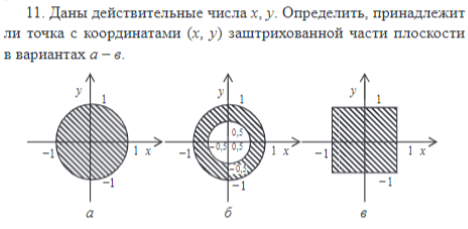 11. Даны действительные числа x, y. Определить, принадлежит
ли точка с координатами (x, y) заштрихованной части плоскости
в вариантах а – в.
y 1 y 1 y 1
0,5
−1 1 x −1 −0,5 0,5 1 x −1 1 x
−0,5
−1 −1 −1
а б в